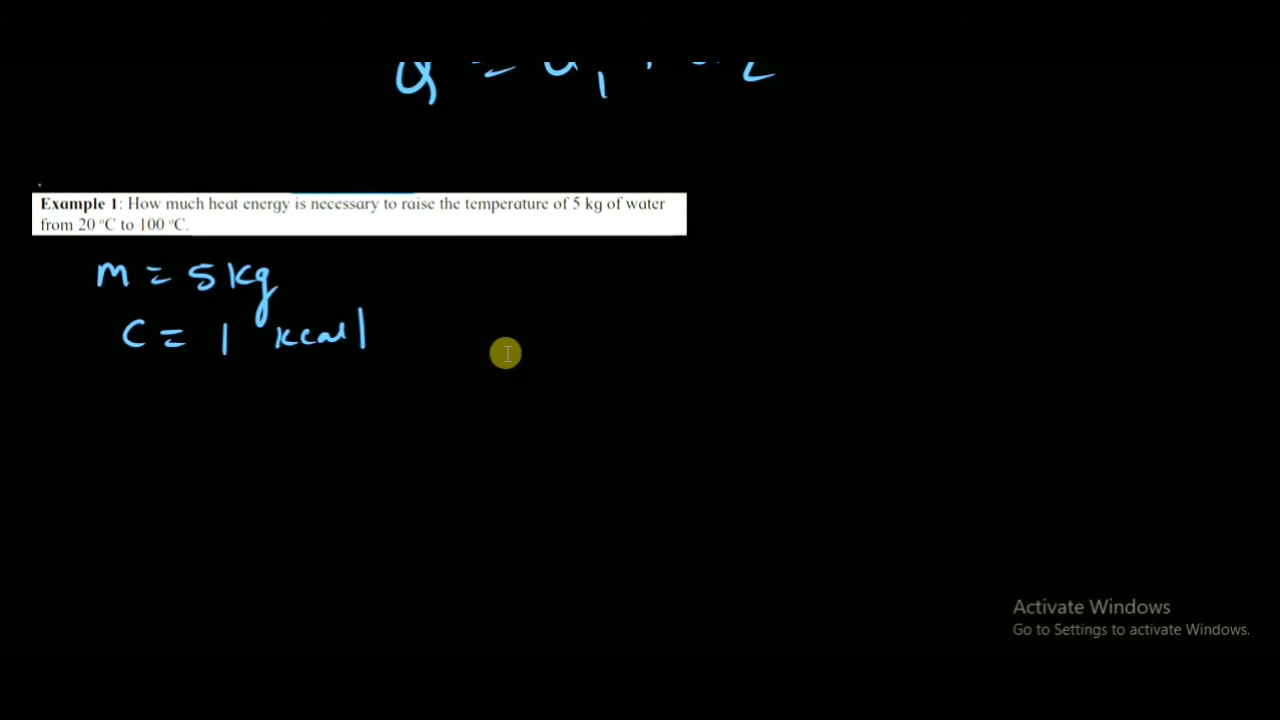 Example 1: How much heat energy is necessary to raise the temperature of 5 kg of water
from 20 °C to 100 °C.
m = 5 kg
c = 1 kcal/
Activate Windows
Go to Settings to activate Windows.